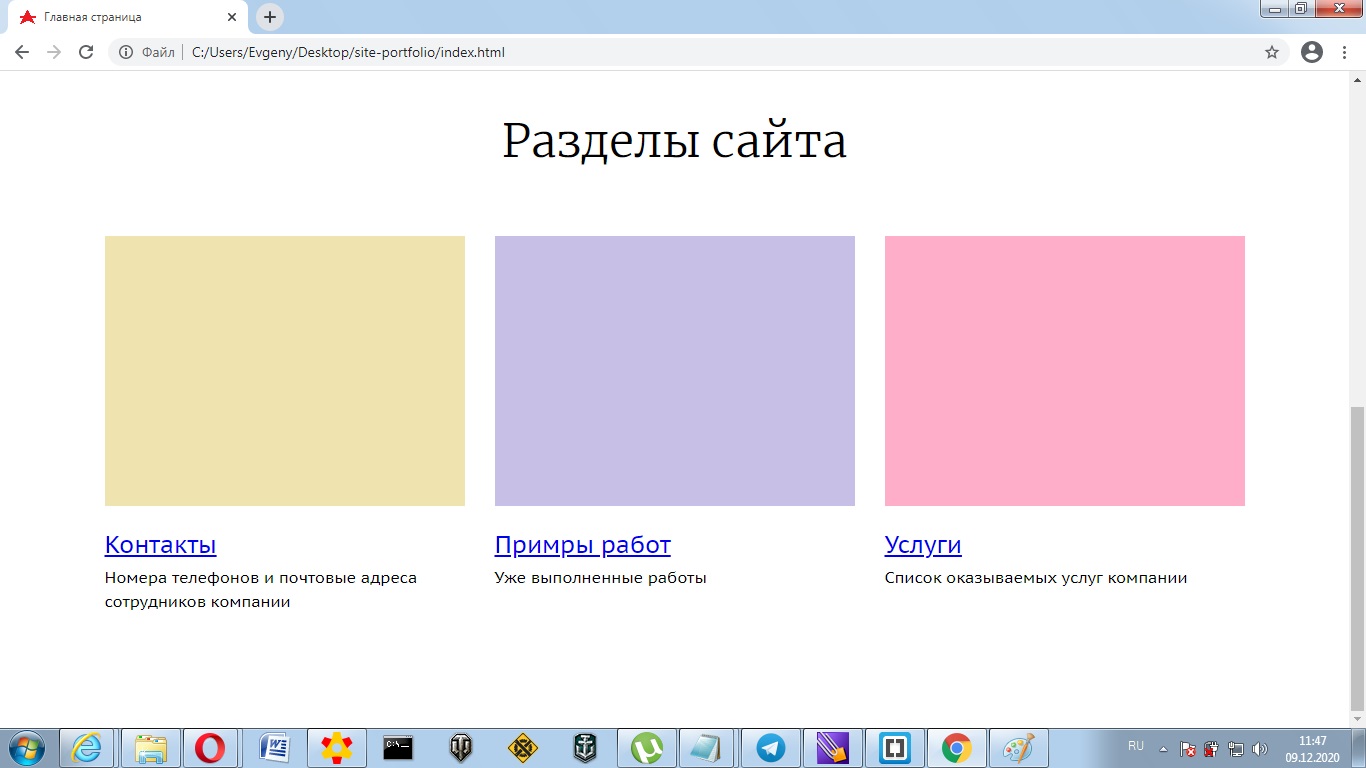 Главная страница
Файл C:/Users/Evgeny/Desktop/site-portfolio/index.html
Разделы сайта
Контакты
Номера телефонов и почтовые адреса
сотрудников компании
Примры работ
Уже выполненные работы
Услуги
Список оказываемых услуг компании
RU
11:47
09.12.2020